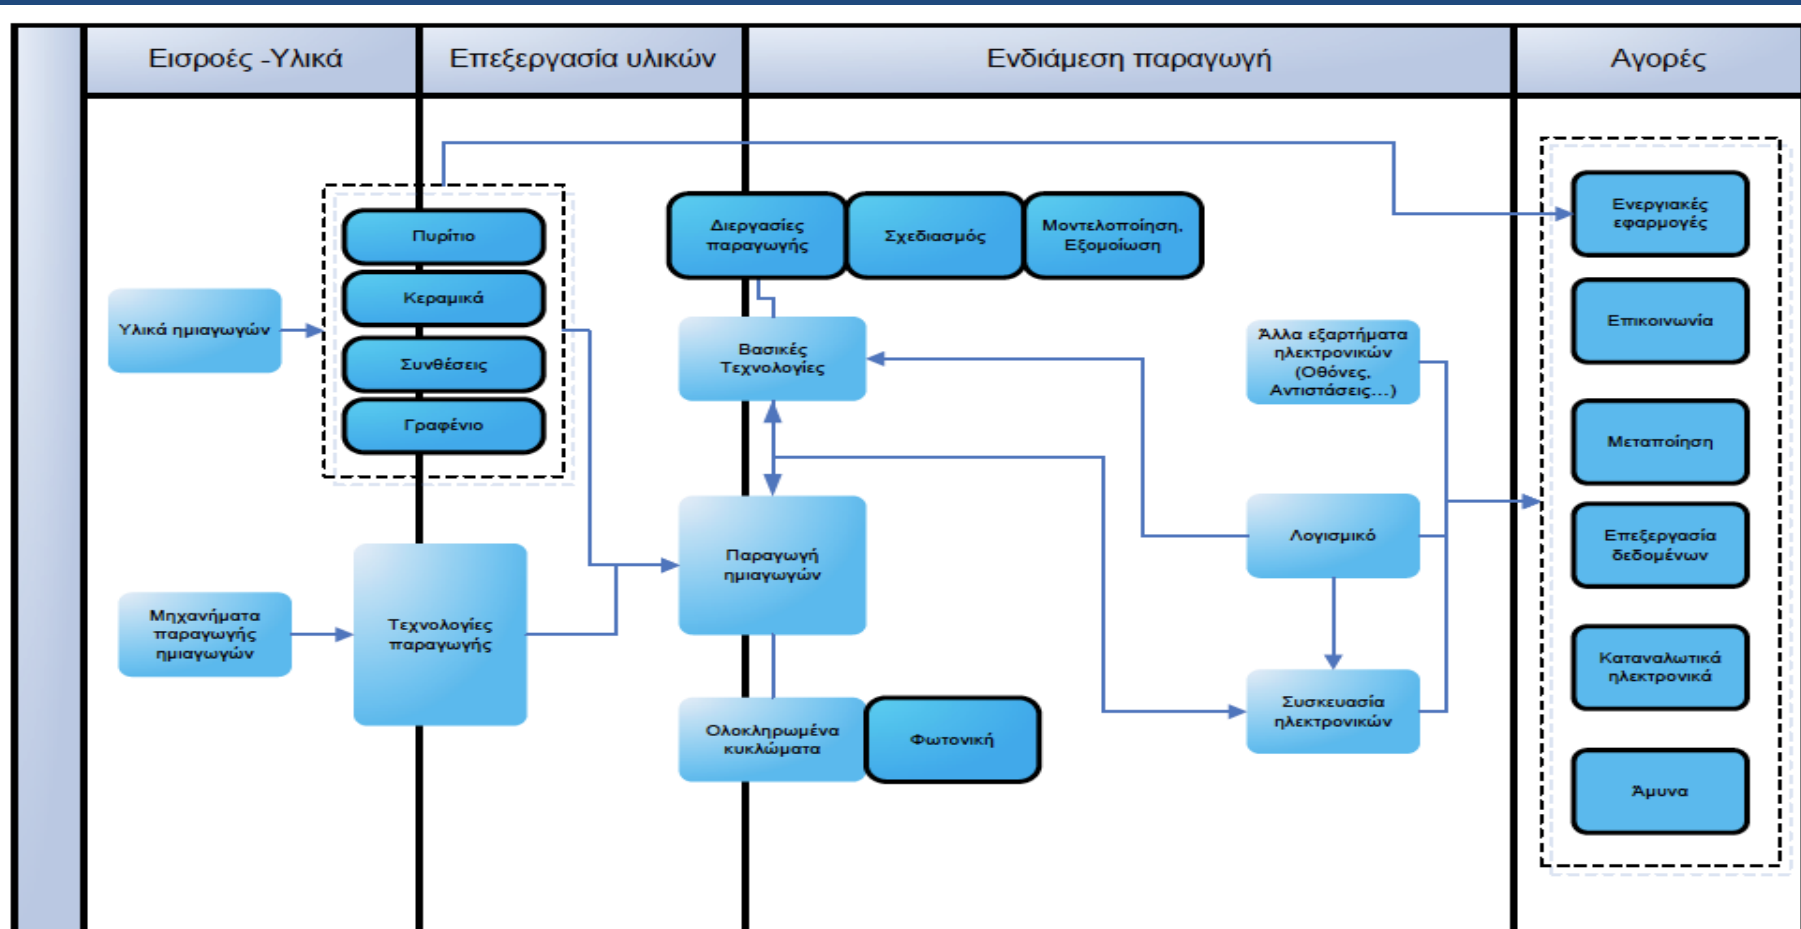 Εισροές -Υλικά
Επεξεργασία υλικών
Ενδιάμεση παραγωγή
Αγορές
Υλικά ημιαγωγών
Πυρίτιο
Κεραμικά
Συνθέσεις
Γραφένιο
Μηχανήματα
παραγωγής
ημιαγωγών
Τεχνολογίες
παραγωγής
Διεργασίες
παραγωγής
Σχεδιασμός
Μοντελοποίηση,
Εξομοίωση
Βασικές
Τεχνολογίες
Παραγωγή
ημιαγωγών
Ολοκληρωμένα
κυκλώματα
Φωτονική
Άλλα εξαρτήματα
ηλεκτρονικών
(Οθόνες,
Αντιστάσεις...)
Λογισμικό
Συσκευασία
ηλεκτρονικών
Ενεργιακές
εφαρμογές
Επικοινωνία
Μεταποίηση
Επεξεργασία
δεδομένων
Καταναλωτικά
ηλεκτρονικά
Άμυνα